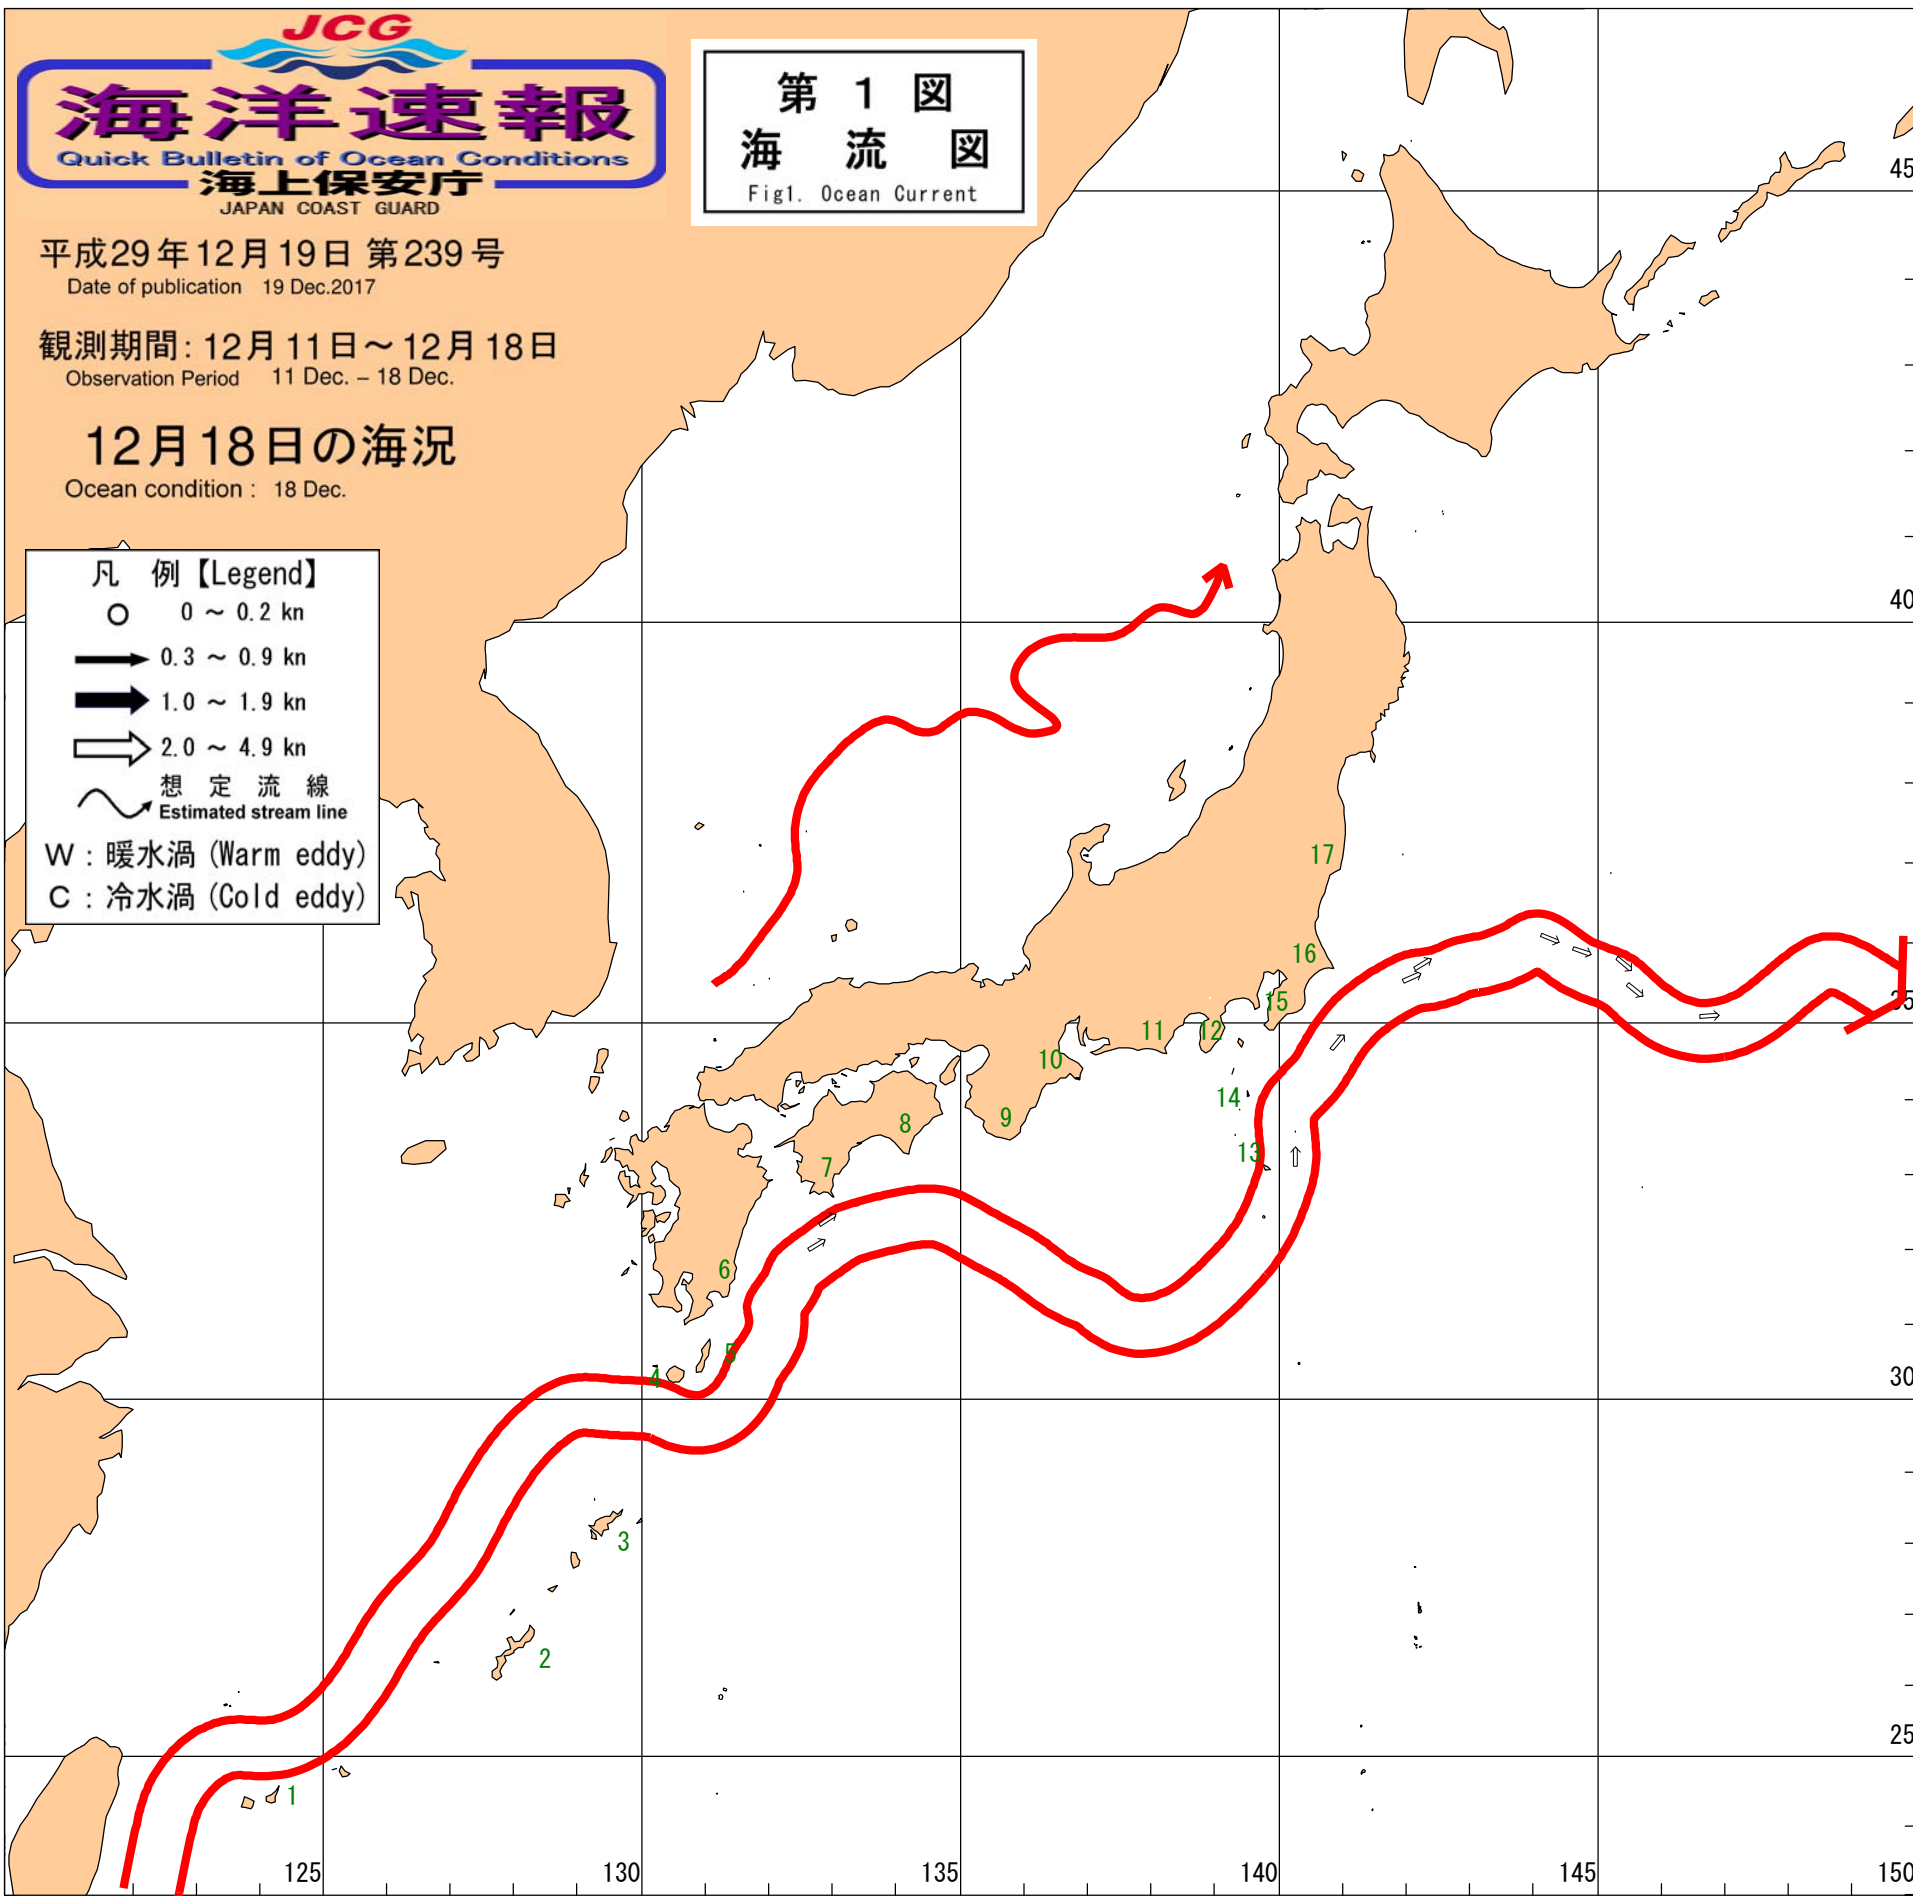 JCG
海洋速報
Quick Bulletin of Ocean Conditions
海上保安庁
JAPAN COAST GUARD
第 1 図
海 流 図
Fig1. Ocean Current
平成29年12月19日 第239号
Date of publication 19 Dec.2017
観測期間: 12月11日～12月18日
Observation Period 11 Dec. – 18 Dec.
12月18日の海況
Ocean condition : 18 Dec.
凡 例【Legend】
0 ～ 0.2 kn
0.3 ～ 0.9 kn
1.0 ～ 1.9 kn
2.0 ～ 4.9 kn
想 定 流 線
Estimated stream line
W : 暖水渦 (Warm eddy)
C : 冷水渦 (Cold eddy)
45
40
17
16
35
15
11
12
10
14
8
9
13
7
6
5
4
30
3
2
25
1
125
130
135
140
145
150